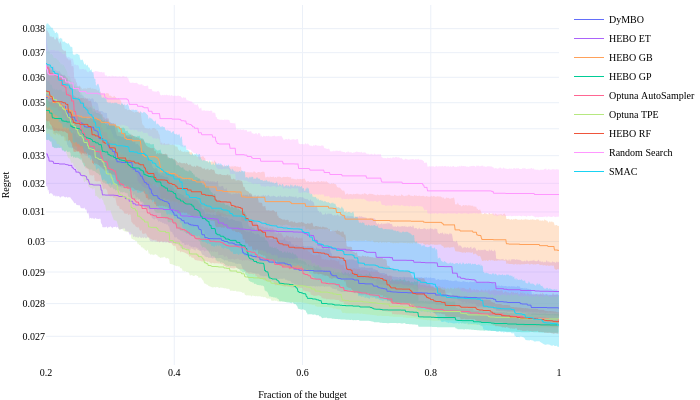 0.038
0.037
0.036
0.035
0.034
0.033
0.032
0.031
0.03
0.029
0.028
0.027
Regret
0.2
0.4
0.6
0.8
1
Fraction of the budget
DyMBO
HEBO ET
HEBO GB
HEBO GP
Optuna AutoSampler
Optuna TPE
HEBO RF
Random Search
SMAC